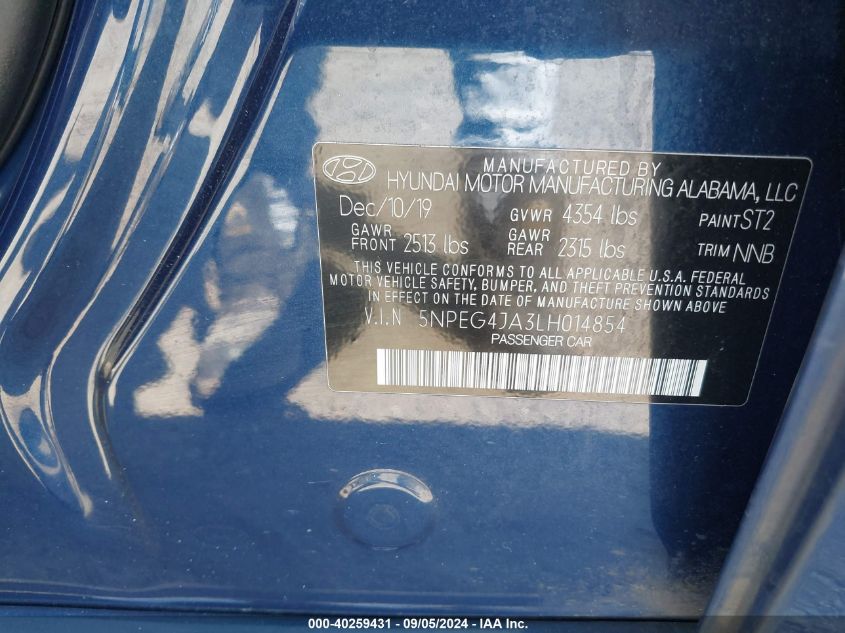 MANUFACTURED BY
HYUNDAI MOTOR MANUFACTURING ALABAMA, LLC
Dec/10/19 GVWR 4354 lbs PAINT ST2
GAWR FRONT 2513 lbs GAWR REAR 2315 lbs TRIM NNB
THIS VEHICLE CONFORMS TO ALL APPLICABLE U.S.A. FEDERAL
MOTOR VEHICLE SAFETY, BUMPER, AND THEFT PREVENTION STANDARDS
IN EFFECT ON THE DATE OF MANUFACTURE SHOWN ABOVE
V.I.N 5NPEG4JA3LH014854
PASSENGER CAR
000-40259431 - 09/05/2024 - IAA Inc.